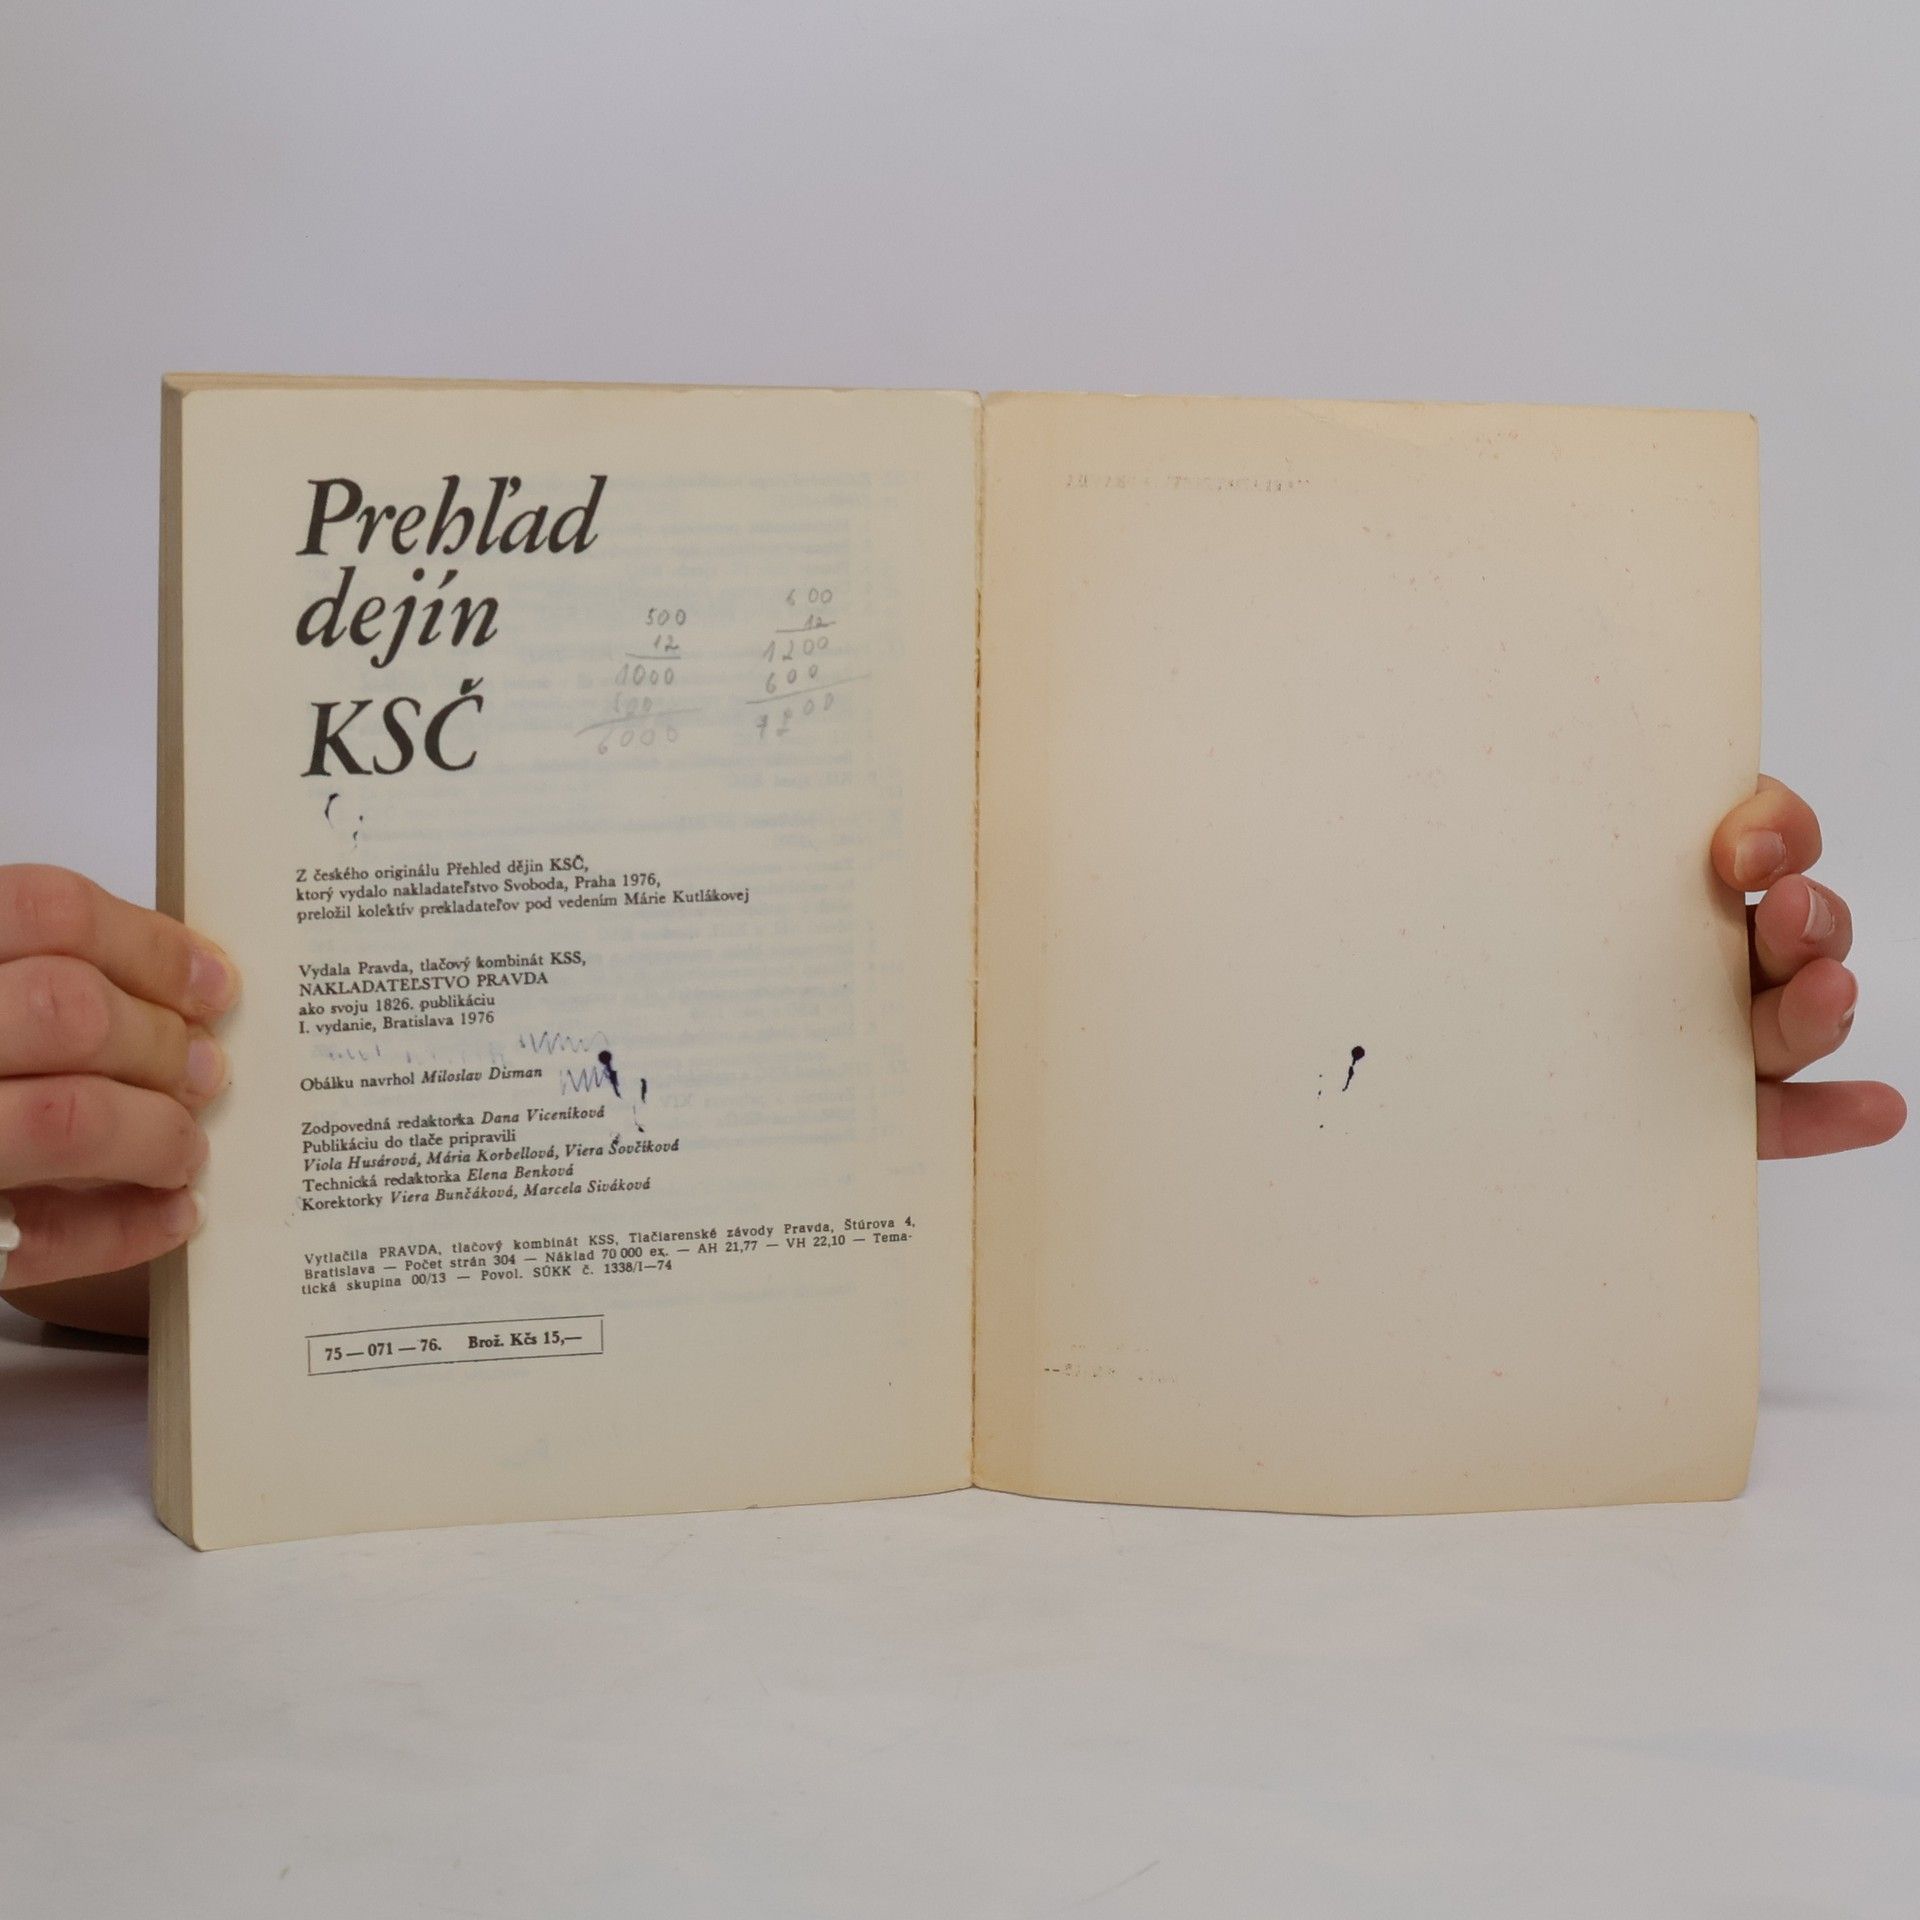 Prehľad
dejín
KSČ
500
12
1000
6000
600
12
1200
600
7200
Z českého originálu Přehled dějin KSČ,
ktorý vydalo nakladateľstvo Svoboda, Praha 1976,
preložil kolektív prekladateľov pod vedením Márie Kutlákovej
Vydala Pravda, tlačový kombinát KSS,
NAKLADATEĽSTVO PRAVDA
ako svoju 1826. publikáciu
I. vydanie, Bratislava 1976
Obálku navrhol Miloslav Disman
Zodpovedná redaktorka Dana Viceníková
Publikáciu do tlače pripravili
Viola Husárová, Mária Korbellová, Viera Šovčíková
Technická redaktorka Elena Benková
Korektorky Viera Bunčáková, Marcela Siváková
Vytlačila PRAVDA, tlačový kombinát KSS, Tlačiarenské závody Pravda, Štúrova 4,
Bratislava — Počet strán 304 — Náklad 70 000 ex. — AH 21,77 — VH 22,10 — Tema-
tická skupina 00/13 — Povol. SÚKK č. 1338/I—74
75 — 071 — 76. Brož. Kčs 15,—